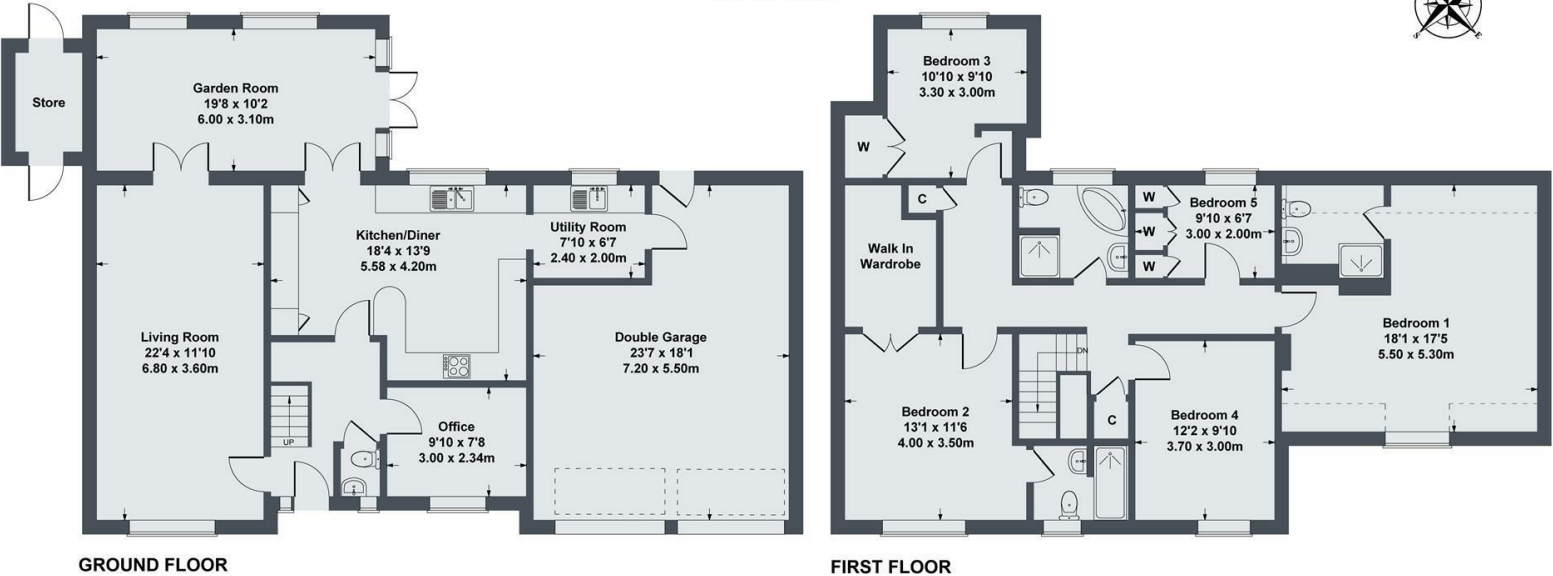 Store
Garden Room
19'8 x 10'2
6.00 x 3.10m
Kitchen/Diner
18'4 x 13'9
5.58 x 4.20m
Utility Room
7'10 x 6'7
2.40 x 2.00m
Living Room
22'4 x 11'10
6.80 x 3.60m
Double Garage
23'7 x 18'1
7.20 x 5.50m
UP
Office
9'10 x 7'8
3.00 x 2.34m
GROUND FLOOR
S
E
Bedroom 3
10'10 x 9'10
3.30 x 3.00m
W
C
Walk In
Wardrobe
W
W
W
Bedroom 5
9'10 x 6'7
3.00 x 2.00m
Bedroom 1
18'1 x 17'5
5.50 x 5.30m
DN
Bedroom 2
13'1 x 11'6
4.00 x 3.50m
C
Bedroom 4
12'2 x 9'10
3.70 x 3.00m
FIRST FLOOR